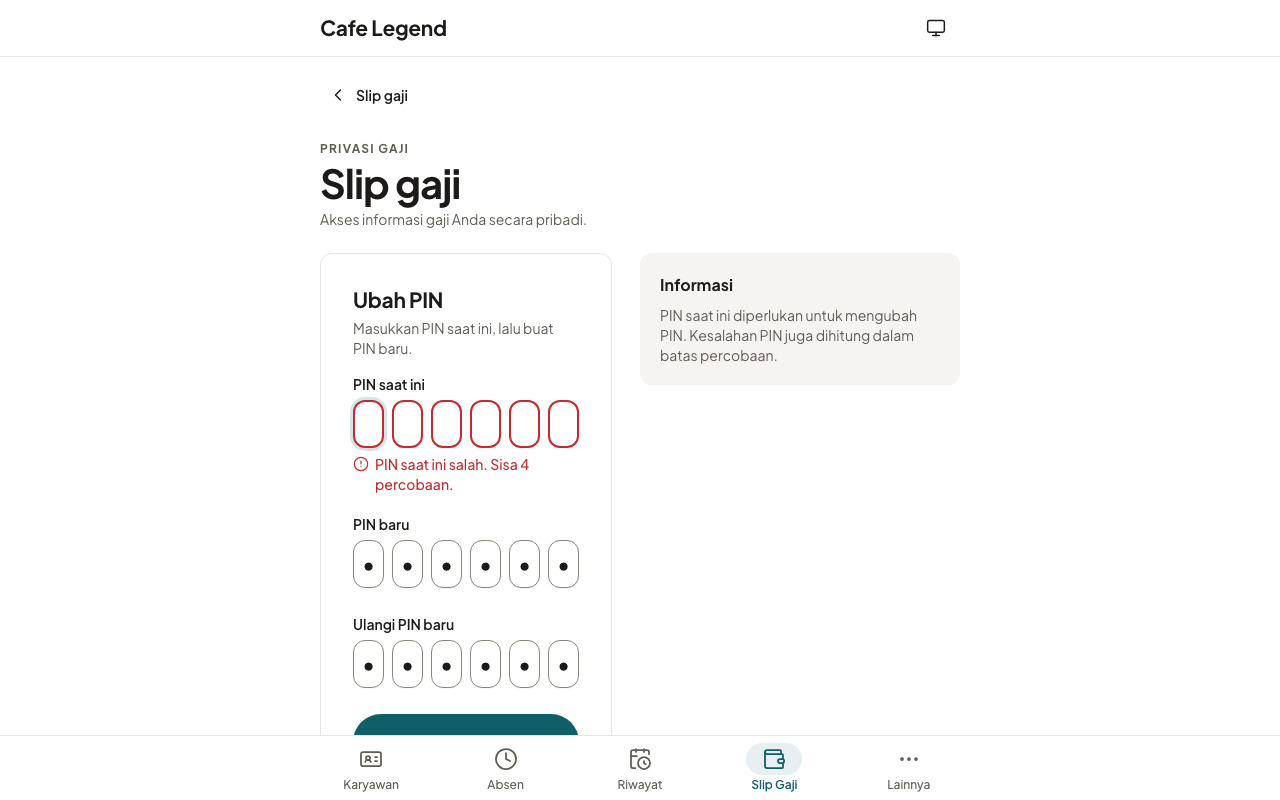 Cafe Legend
Slip gaji
PRIVASI GAJI
Slip gaji
Akses informasi gaji Anda secara pribadi.
Ubah PIN
Masukkan PIN saat ini, lalu buat
PIN baru.
PIN saat ini
PIN saat ini salah. Sisa 4
percobaan.
PIN baru
Ulangi PIN baru
Informasi
PIN saat ini diperlukan untuk mengubah
PIN. Kesalahan PIN juga dihitung dalam
batas percobaan.
Karyawan
Absen
Riwayat
Slip Gaji
Lainnya